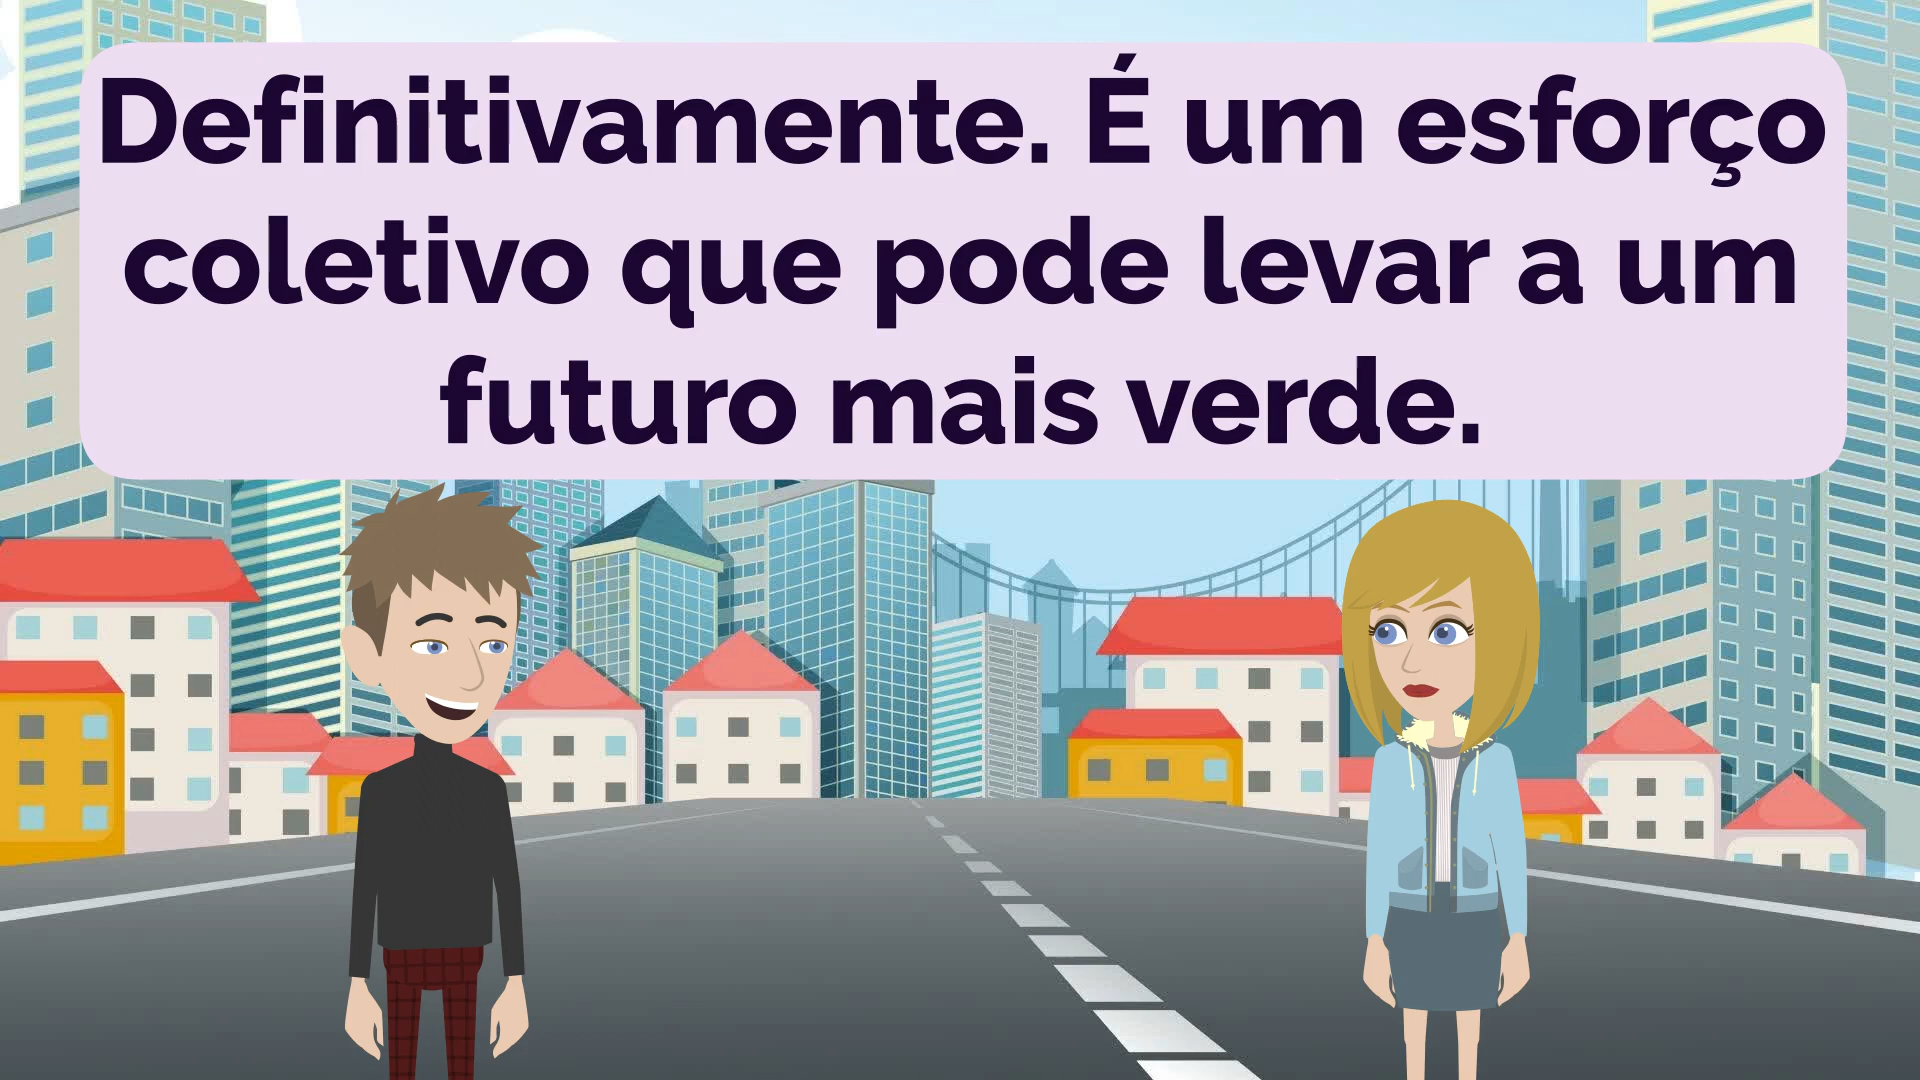 Definitivamente. É um esforço
coletivo que pode levar a um
futuro mais verde.